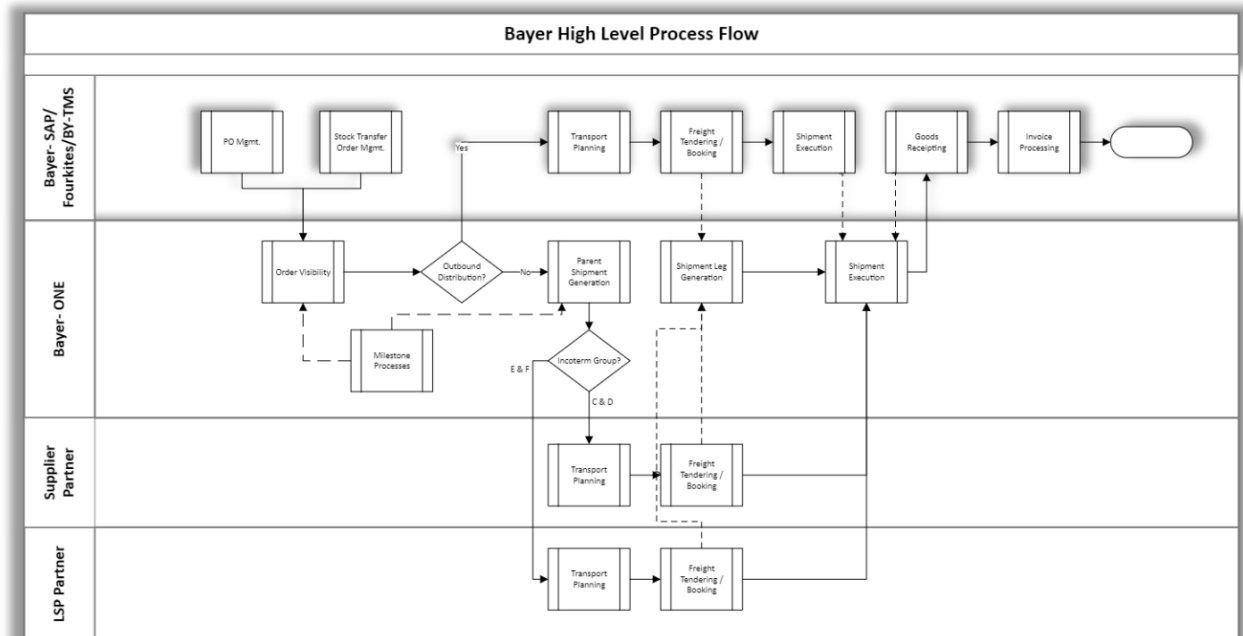 Bayer High Level Process Flow
Bayer- SAP/
Fourkites/BY-TMS
PO Mgmt.
Stock Transfer
Order Mgmt.
Yes
Transport
Planning
Freight
Tendering /
Booking
Shipment
Execution
Goods
Receipting
Invoice
Processing
Bayer- ONE
Order Visibility
Outbound
Distribution?
No
Parent
Shipment
Generation
Shipment Leg
Generation
Shipment
Execution
Milestone
Processes
Incoterm Group?
E & F
C & D
Supplier
Partner
Transport
Planning
Freight
Tendering /
Booking
LSP Partner
Transport
Planning
Freight
Tendering /
Booking